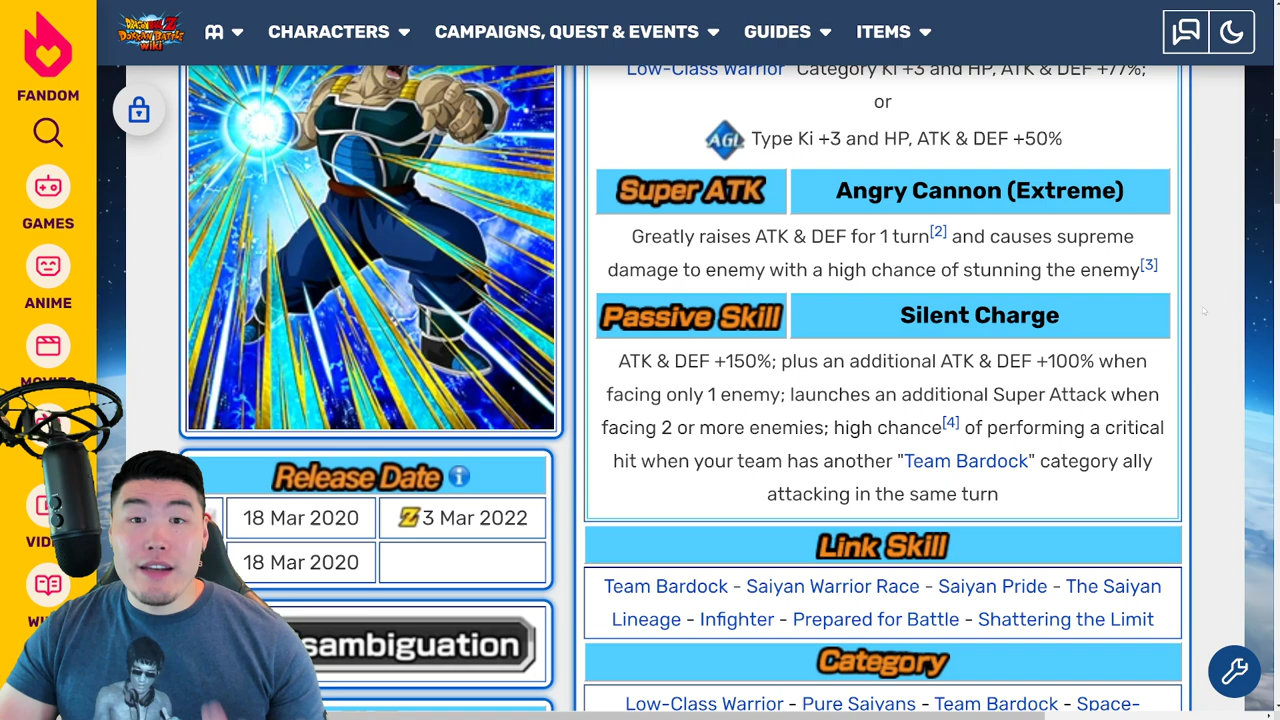 DRAGON BALL Z
DOKKAN BATTLE
WIKI
CHARACTERS
CAMPAIGNS, QUEST & EVENTS
GUIDES
ITEMS
FANDOM
GAMES
ANIME
MOVIES
Low-Class Warrior" Category Ki +3 and HP, ATK & DEF +77%;
or
AGL Type Ki +3 and HP, ATK & DEF +50%
Super ATK
Angry Cannon (Extreme)
Greatly raises ATK & DEF for 1 turn[2] and causes supreme
damage to enemy with a high chance of stunning the enemy[3]
Passive Skill
Silent Charge
ATK & DEF +150%; plus an additional ATK & DEF +100% when
facing only 1 enemy; launches an additional Super Attack when
facing 2 or more enemies; high chance[4] of performing a critical
hit when your team has another "Team Bardock" category ally
attacking in the same turn
Release Date
18 Mar 2020
Z 3 Mar 2022
18 Mar 2020
sambiguation
Link Skill
Team Bardock - Saiyan Warrior Race - Saiyan Pride - The Saiyan
Lineage - Infighter - Prepared for Battle - Shattering the Limit
Category
Low-Class Warrior - Pure Saiyans - Team Bardock - Space-